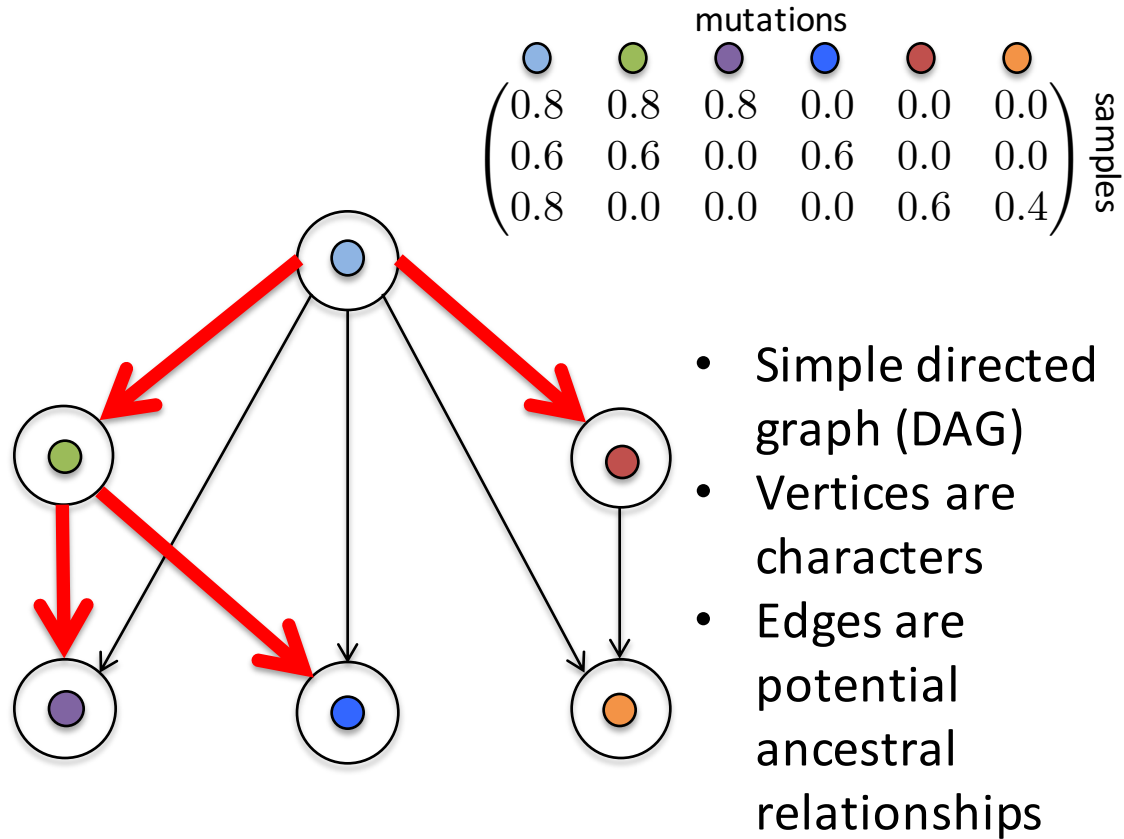 mutations
0.8 0.8 0.8 0.0 0.0 0.0
0.6 0.6 0.0 0.6 0.0 0.0
0.8 0.0 0.0 0.0 0.6 0.4
samples
• Simple directed
graph (DAG)
• Vertices are
characters
• Edges are
potential
ancestral
relationships